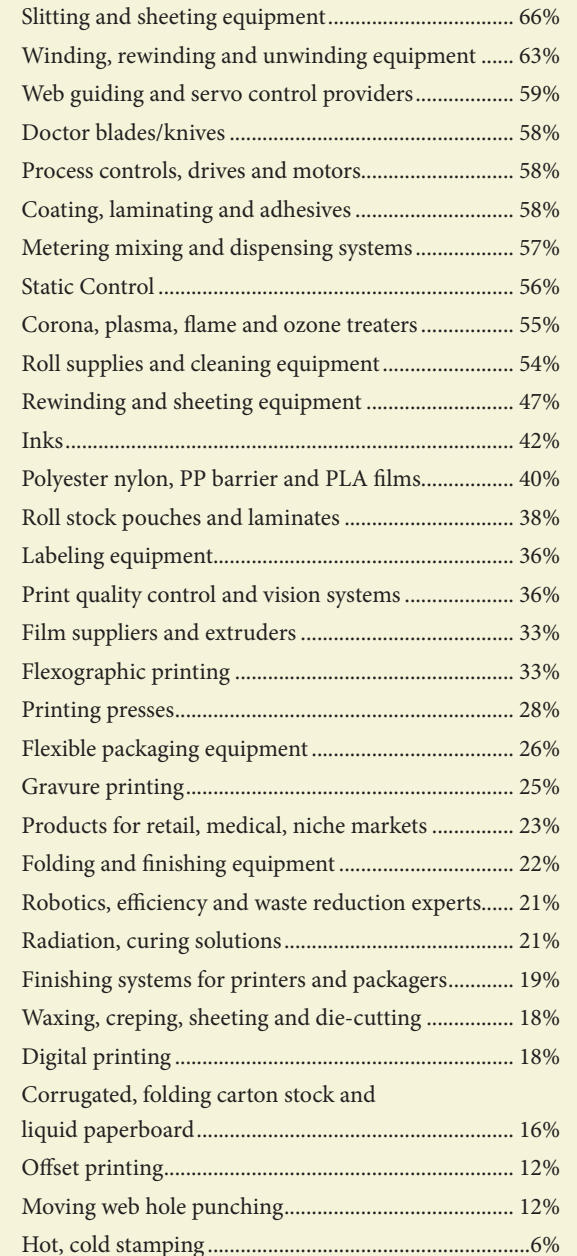 Slitting and sheeting equipment.................................... 66%
Winding, rewinding and unwinding equipment ...... 63%
Web guiding and servo control providers................... 59%
Doctor blades/knives ...................................................... 58%
Process controls, drives and motors............................. 58%
Coating, laminating and adhesives .............................. 58%
Metering mixing and dispensing systems................... 57%
Static Control .................................................................... 56%
Corona, plasma, flame and ozone treaters.................. 55%
Roll supplies and cleaning equipment......................... 54%
Rewinding and sheeting equipment ............................ 47%
Inks..................................................................................... 42%
Polyester nylon, PP barrier and PLA films.................. 40%
Roll stock pouches and laminates ................................ 38%
Labeling equipment.......................................................... 36%
Print quality control and vision systems ..................... 36%
Film suppliers and extruders ......................................... 33%
Flexographic printing ..................................................... 33%
Printing presses................................................................. 28%
Flexible packaging equipment....................................... 26%
Gravure printing............................................................... 25%
Products for retail, medical, niche markets ................ 23%
Folding and finishing equipment.................................. 22%
Robotics, efficiency and waste reduction experts...... 21%
Radiation, curing solutions............................................ 21%
Finishing systems for printers and packagers............. 19%
Waxing, creping, sheeting and die-cutting ................. 18%
Digital printing ................................................................. 18%
Corrugated, folding carton stock and
liquid paperboard............................................................. 16%
Offset printing................................................................... 12%
Moving web hole punching............................................ 12%
Hot, cold stamping..............................................................6%